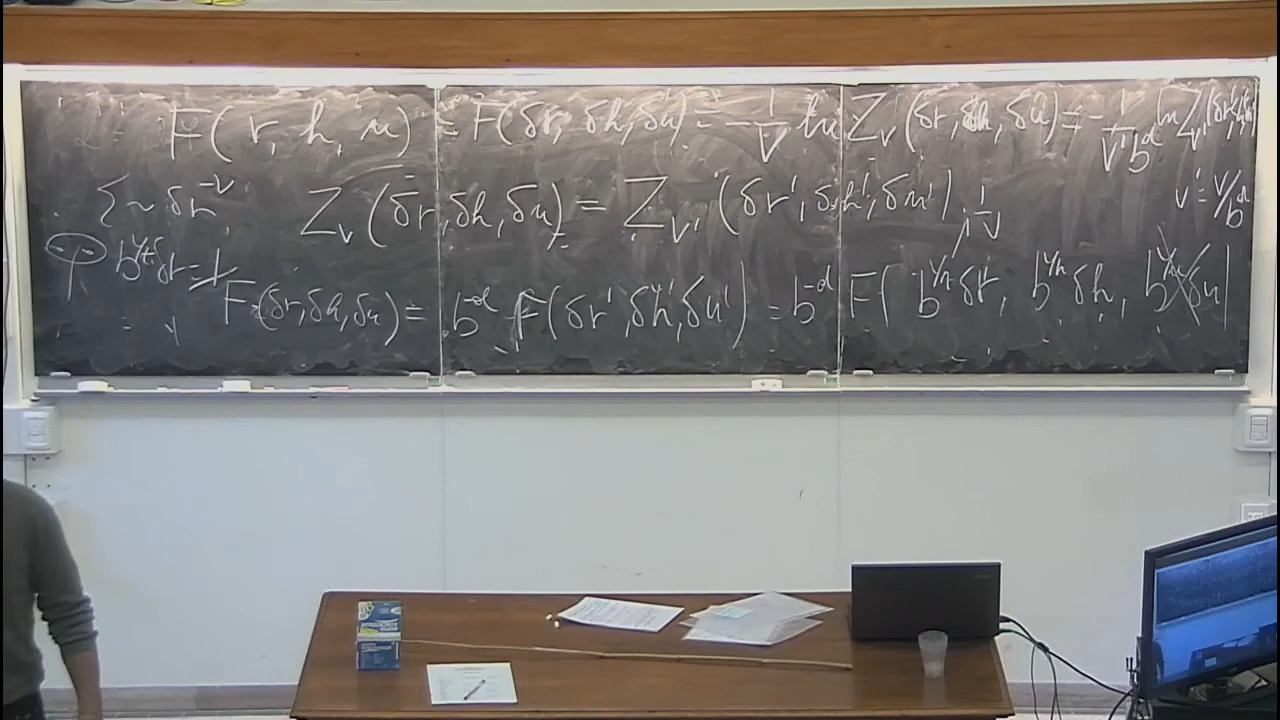 F(r, h, u) = F(δr, δh, δu) = -1/V ln Z_V(δr, δh, δu) = -1/(V' b^d) ln Z_V'(δr', δh', δu')
ξ ~ δr^-ν Z_V(δr, δh, δu) = Z_V'(δr', δh', δu') V' = V/b^d
b^{y_r} δr = 1
F(δr, δh, δu) = b^-d F(δr', δh', δu') = b^-d F(b^{y_r} δr, b^{y_h} δh, b^{y_u} δu)